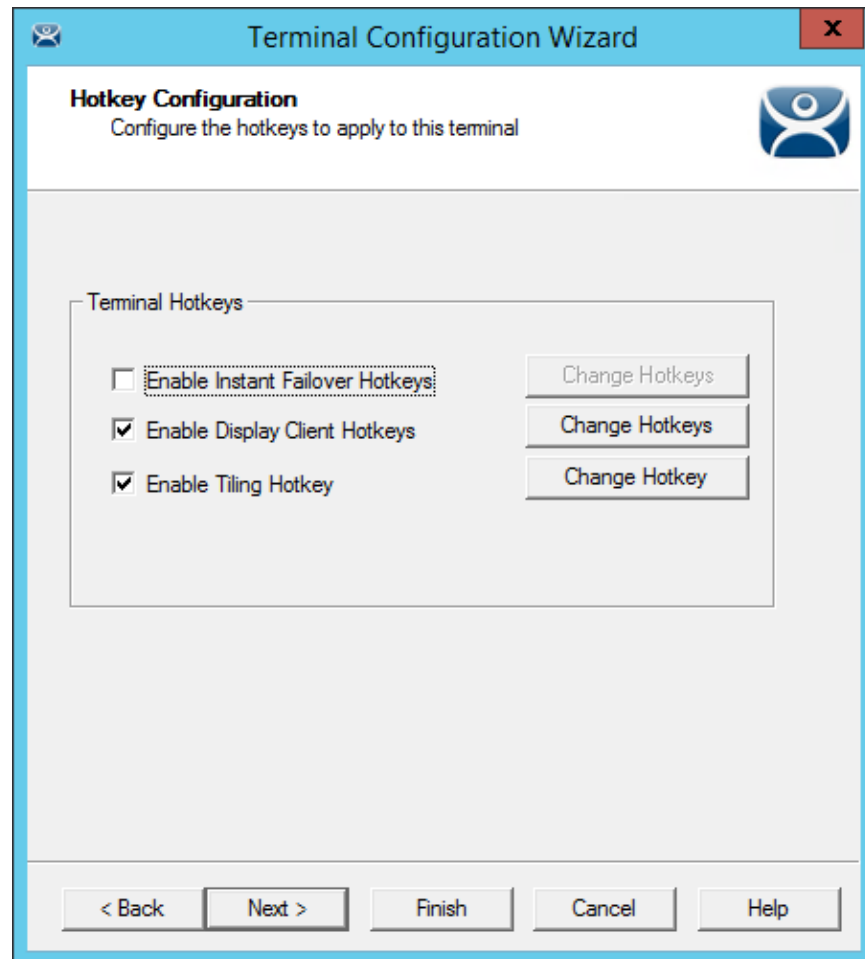 Terminal Configuration Wizard
x
Hotkey Configuration
Configure the hotkeys to apply to this terminal
Terminal Hotkeys
Enable Instant Failover Hotkeys
Change Hotkeys
Enable Display Client Hotkeys
Change Hotkeys
Enable Tiling Hotkey
Change Hotkey
< Back
Next >
Finish
Cancel
Help